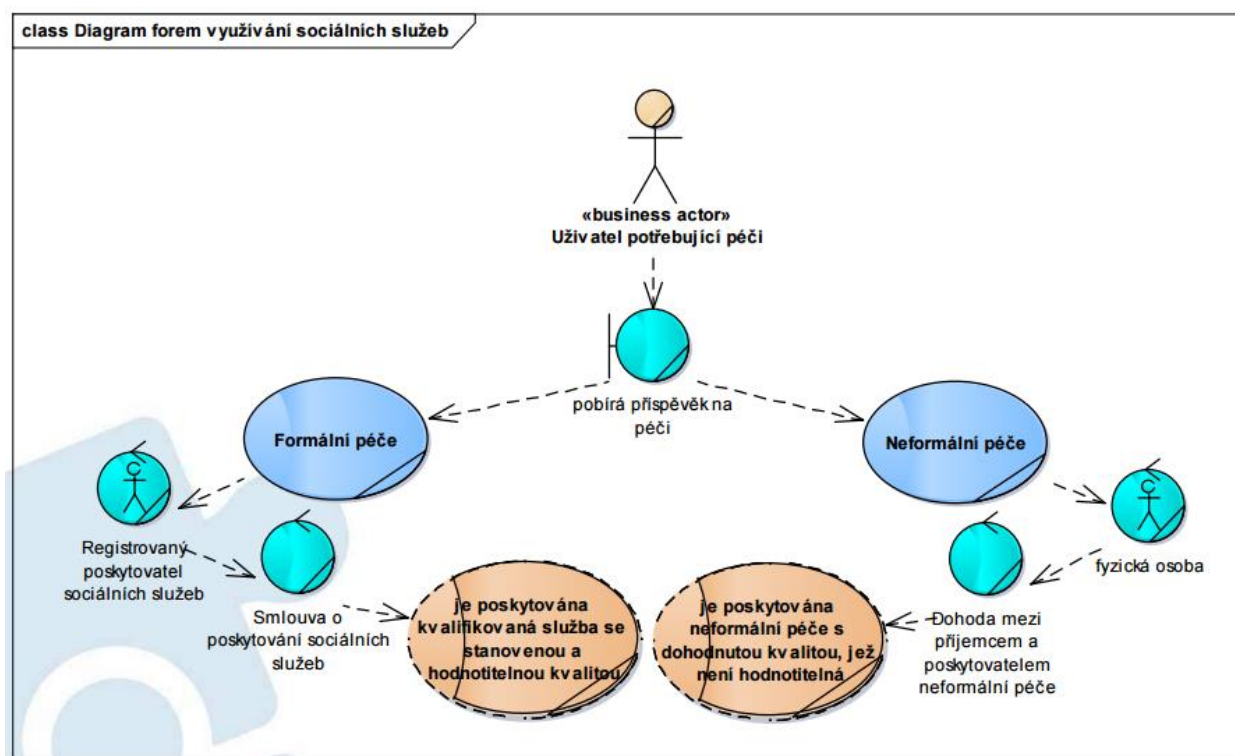 class Diagram forem využívání sociálních služeb
«business actor»
Uživatel potřebující péči
pobírá příspěvěk na
péči
Formální péče
Neformální péče
Registrovaný
poskytovatel
sociálních služeb
Smlouva o
poskytování sociálních
služeb
je poskytována
kvalifikovaná služba se
stanovenou a
hodnotitelnou kvalitou
je poskytována
neformální péče s
dohodnutou kvalitou, jež
není hodnotitelná
fyzická osoba
Dohoda mezi
příjemcem a
poskytovatelem
neformální péče